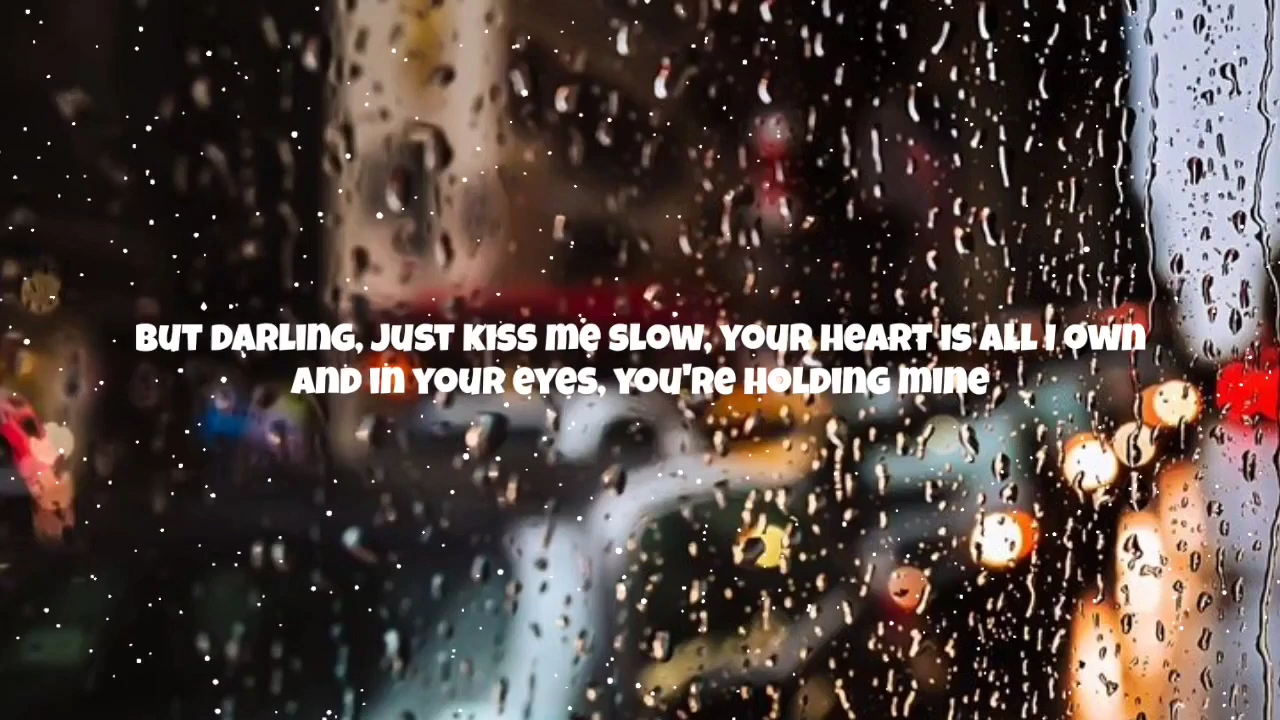 BUT DARLING, JUST KISS ME SLOW, YOUR HEART IS ALL I OWN
AND IN YOUR EYES, YOU'RE HOLDING MINE